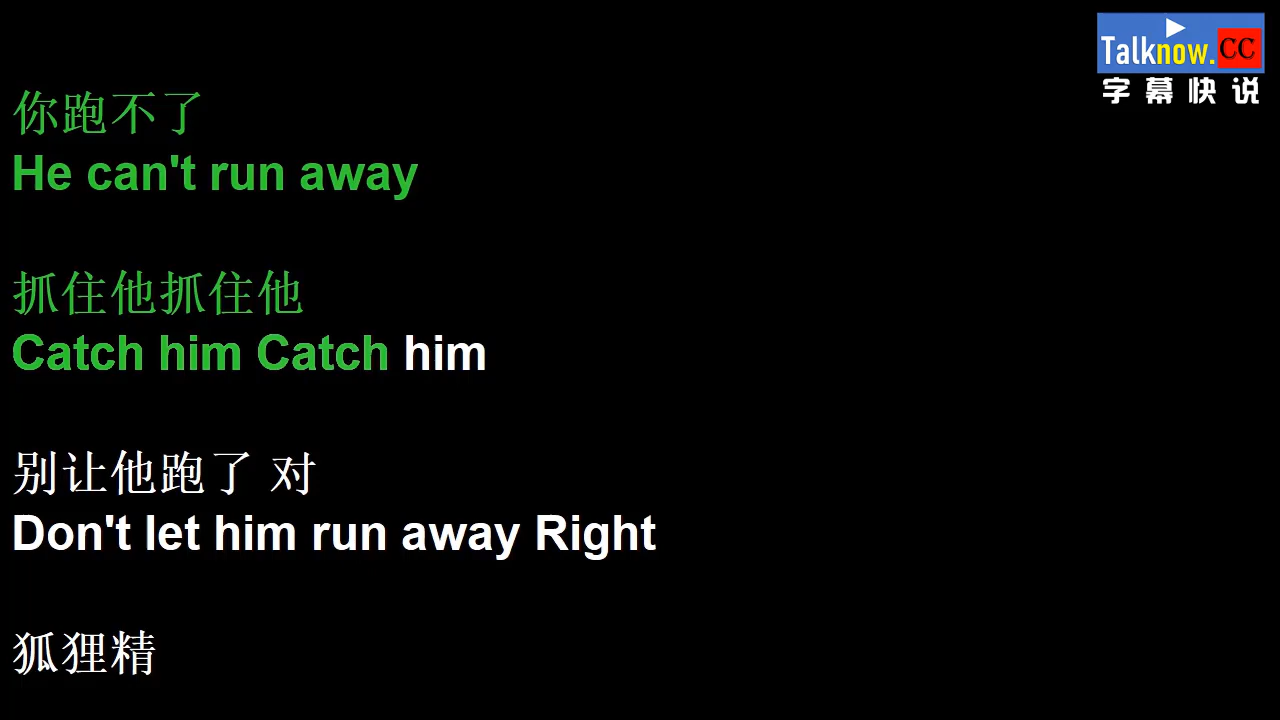 Talknow.CC
字幕快说
你跑不了
He can't run away
抓住他抓住他
Catch him Catch him
别让他跑了 对
Don't let him run away Right
狐狸精